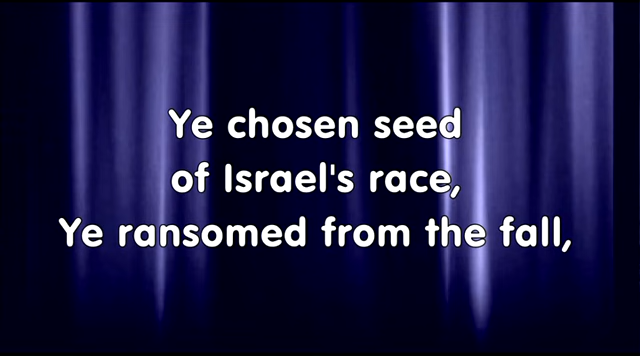 Ye chosen seed
of Israel's race,
Ye ransomed from the fall,